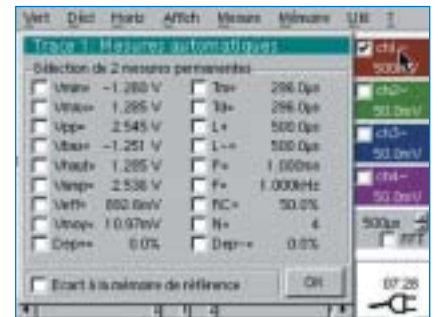 Vert Décl Horiz Affich Mesure Mémoire Util ?
Trace 1: Mesures automatiques
Sélection de 2 mesures permanentes
Vmin= -1.260 V Tm= 296.0µs
Vmax= 1.285 V Td= 296.0µs
Vpp= 2.545 V L+= 500.0µs
Vbas= -1.251 V L-= 500.0µs
Vhaut= 1.285 V P= 1.000ms
Vamp= 2.536 V F= 1.000kHz
Veff= 892.6mV RC= 50.0%
Vmoy= 10.97mV N= 4
Dep+= 0.0% Dep-= 0.0%
Ecart à la mémoire de référence
OK
ch1
500mV
ch2
50.0mV
ch3
50.0mV
ch4
50.0mV
500µs
FFT
07:28